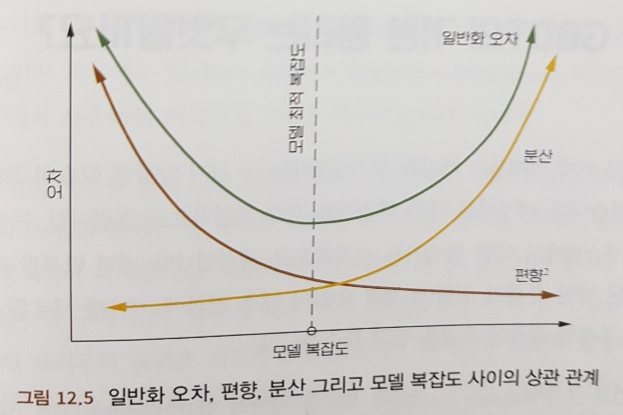 일반화 오차
모델 최적 복잡도
분산
오차
편향²
모델 복잡도
그림 12.5 일반화 오차, 편향, 분산 그리고 모델 복잡도 사이의 상관 관계